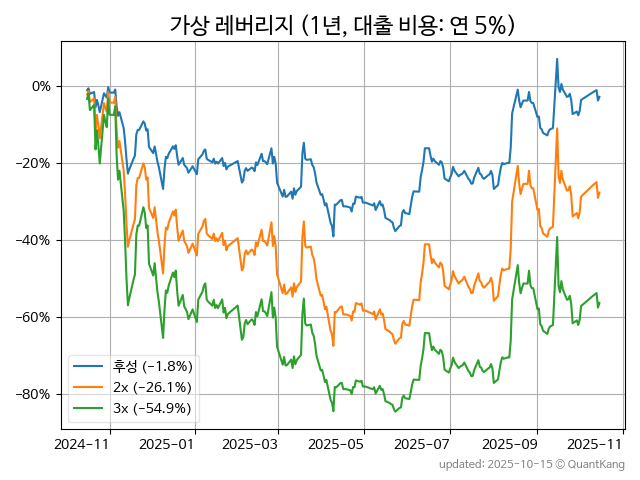 가상 레버리지 (1년, 대출 비용: 연 5%)
0%
−20%
−40%
−60%
−80%
후성 (−1.8%)
2x (−26.1%)
3x (−54.9%)
2024−11 2025−01 2025−03 2025−05 2025−07 2025−09 2025−11
updated: 2025-10-15 © QuantKang